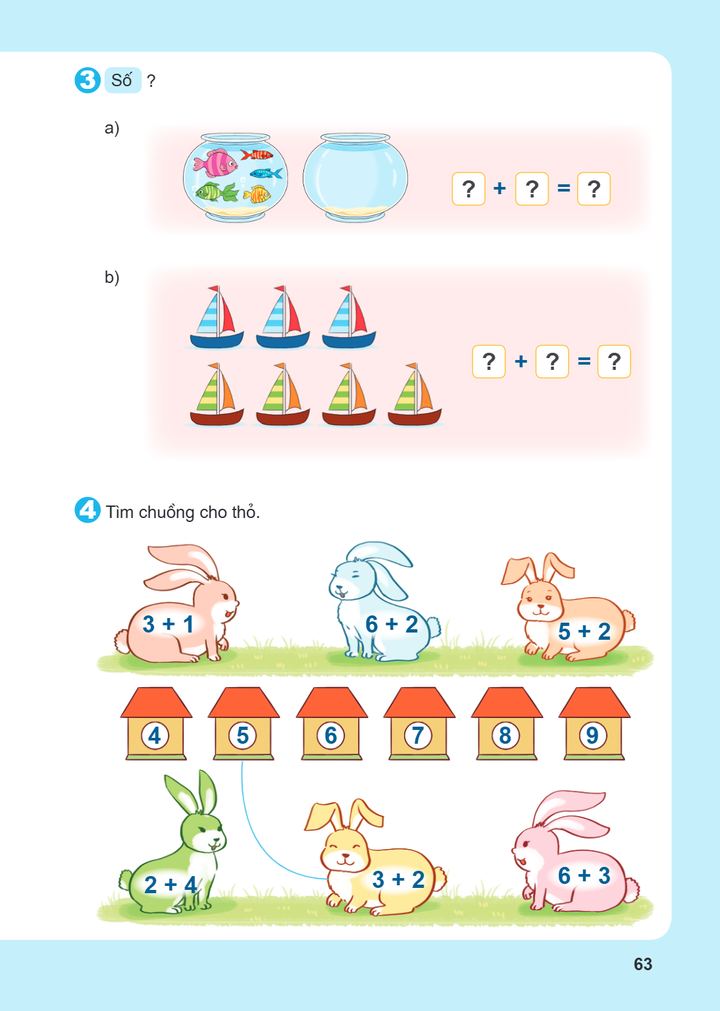 3 Số ?
a)
? + ? = ?
b)
? + ? = ?
4 Tìm chuồng cho thỏ.
3 + 1 6 + 2 5 + 2
4 5 6 7 8 9
2 + 4 3 + 2 6 + 3
63